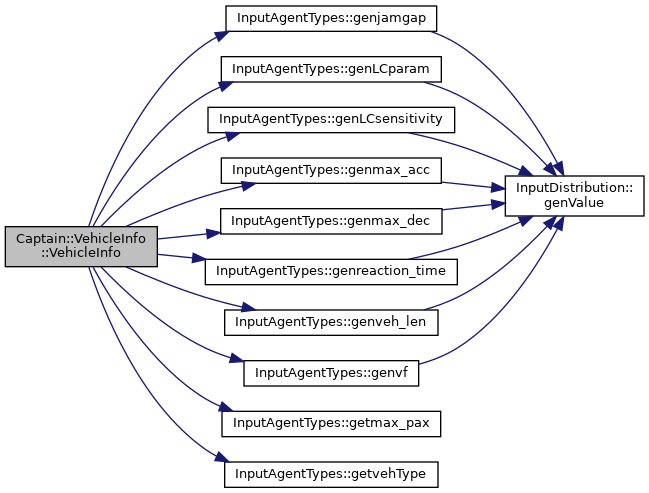 InputAgentTypes::genjamgap
InputAgentTypes::genLCparam
InputAgentTypes::genLCsensitivity
InputAgentTypes::genmax_acc
InputDistribution::
genValue
InputAgentTypes::genmax_dec
Captain::VehicleInfo
::VehicleInfo
InputAgentTypes::genreaction_time
InputAgentTypes::genveh_len
InputAgentTypes::genvf
InputAgentTypes::getmax_pax
InputAgentTypes::getvehType